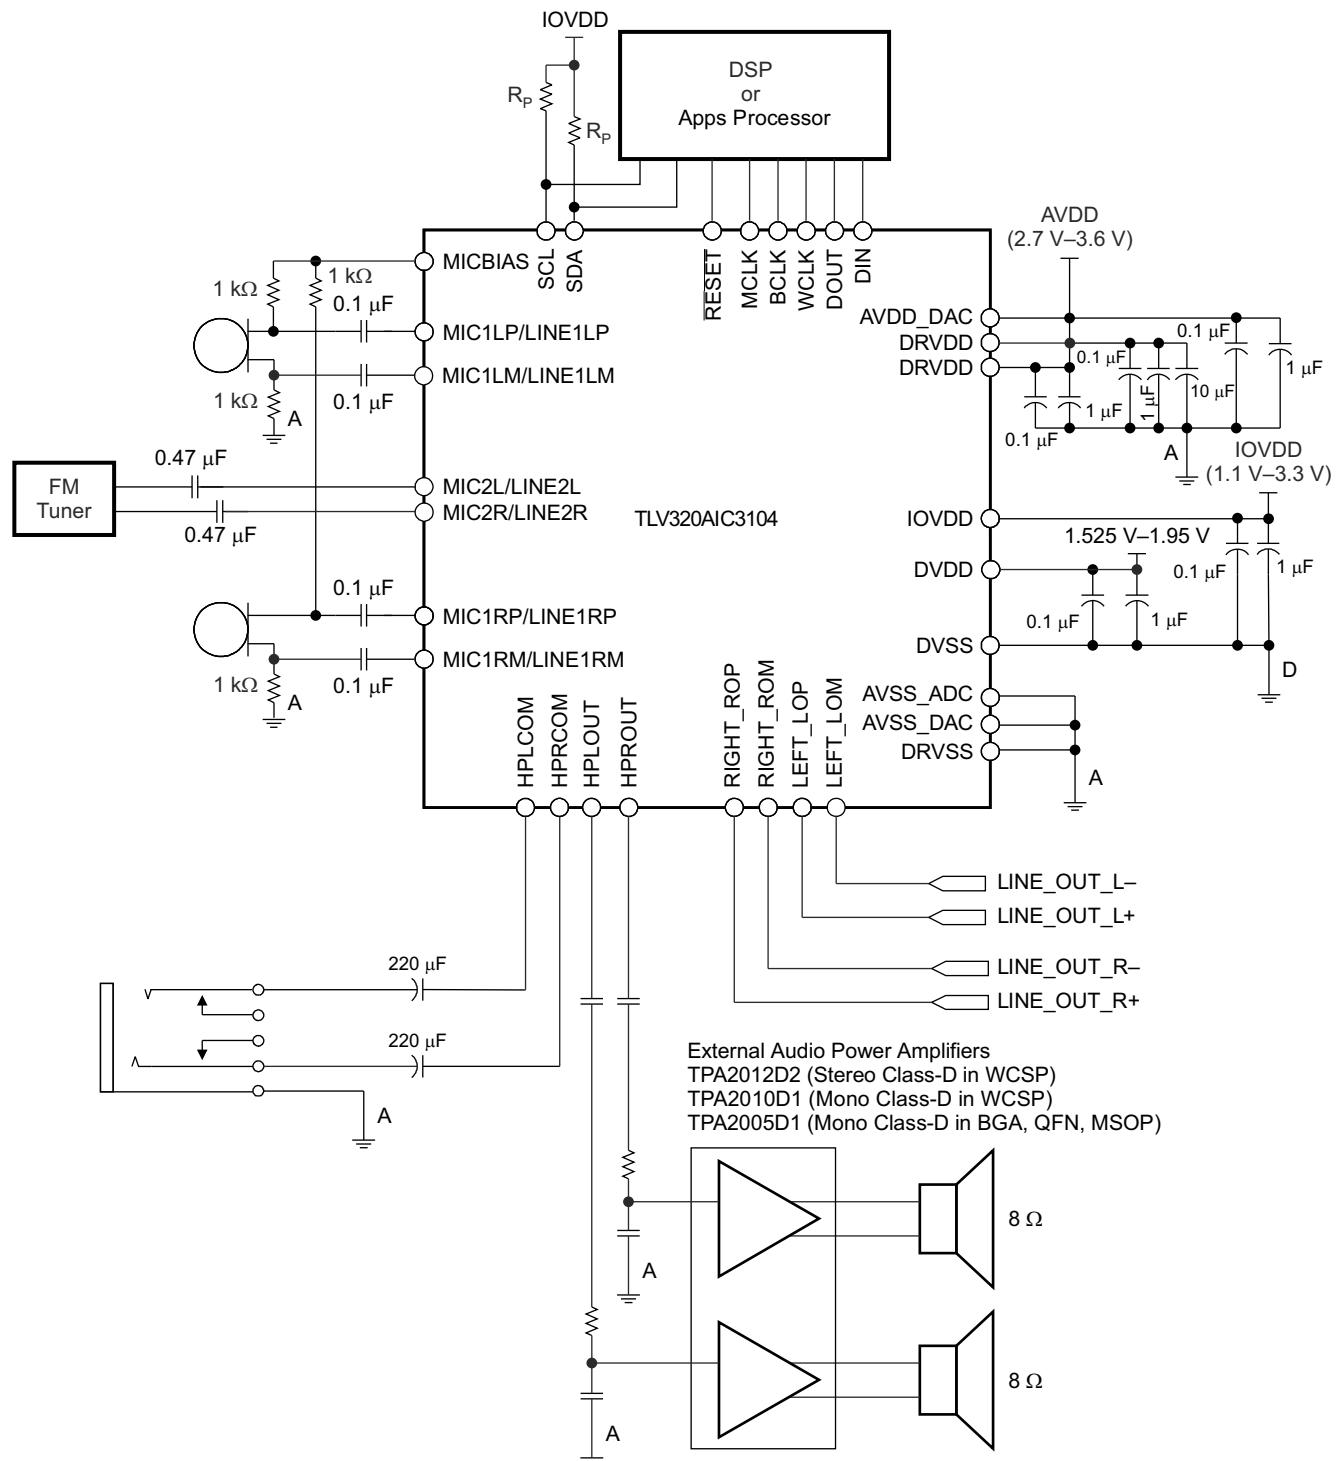 IOVDD
DSP
or
Apps Processor
R_P
R_P
AVDD
(2.7 V–3.6 V)
SCL
SDA
RESET
MCLK
BCLK
WCLK
DOUT
DIN
MICBIAS
1 kΩ
1 kΩ
0.1 µF
MIC1LP/LINE1LP
MIC1LM/LINE1LM
1 kΩ
A
0.1 µF
AVDD_DAC
DRVDD
DRVDD
0.1 µF
1 µF
0.1 µF
1 µF
10 µF
0.1 µF
1 µF
A
IOVDD
(1.1 V–3.3 V)
0.47 µF
FM
Tuner
MIC2L/LINE2L
MIC2R/LINE2R
0.47 µF
TLV320AIC3104
IOVDD
1.525 V–1.95 V
0.1 µF
1 µF
DVDD
0.1 µF
1 µF
DVSS
D
0.1 µF
MIC1RP/LINE1RP
MIC1RM/LINE1RM
1 kΩ
A
0.1 µF
AVSS_ADC
AVSS_DAC
DRVSS
A
HPLCOM
HPRCOM
HPLOUT
HPROUT
RIGHT_ROP
RIGHT_ROM
LEFT_LOP
LEFT_LOM
LINE_OUT_L–
LINE_OUT_L+
LINE_OUT_R–
LINE_OUT_R+
220 µF
220 µF
A
External Audio Power Amplifiers
TPA2012D2 (Stereo Class-D in WCSP)
TPA2010D1 (Mono Class-D in WCSP)
TPA2005D1 (Mono Class-D in BGA, QFN, MSOP)
8 Ω
A
8 Ω
A